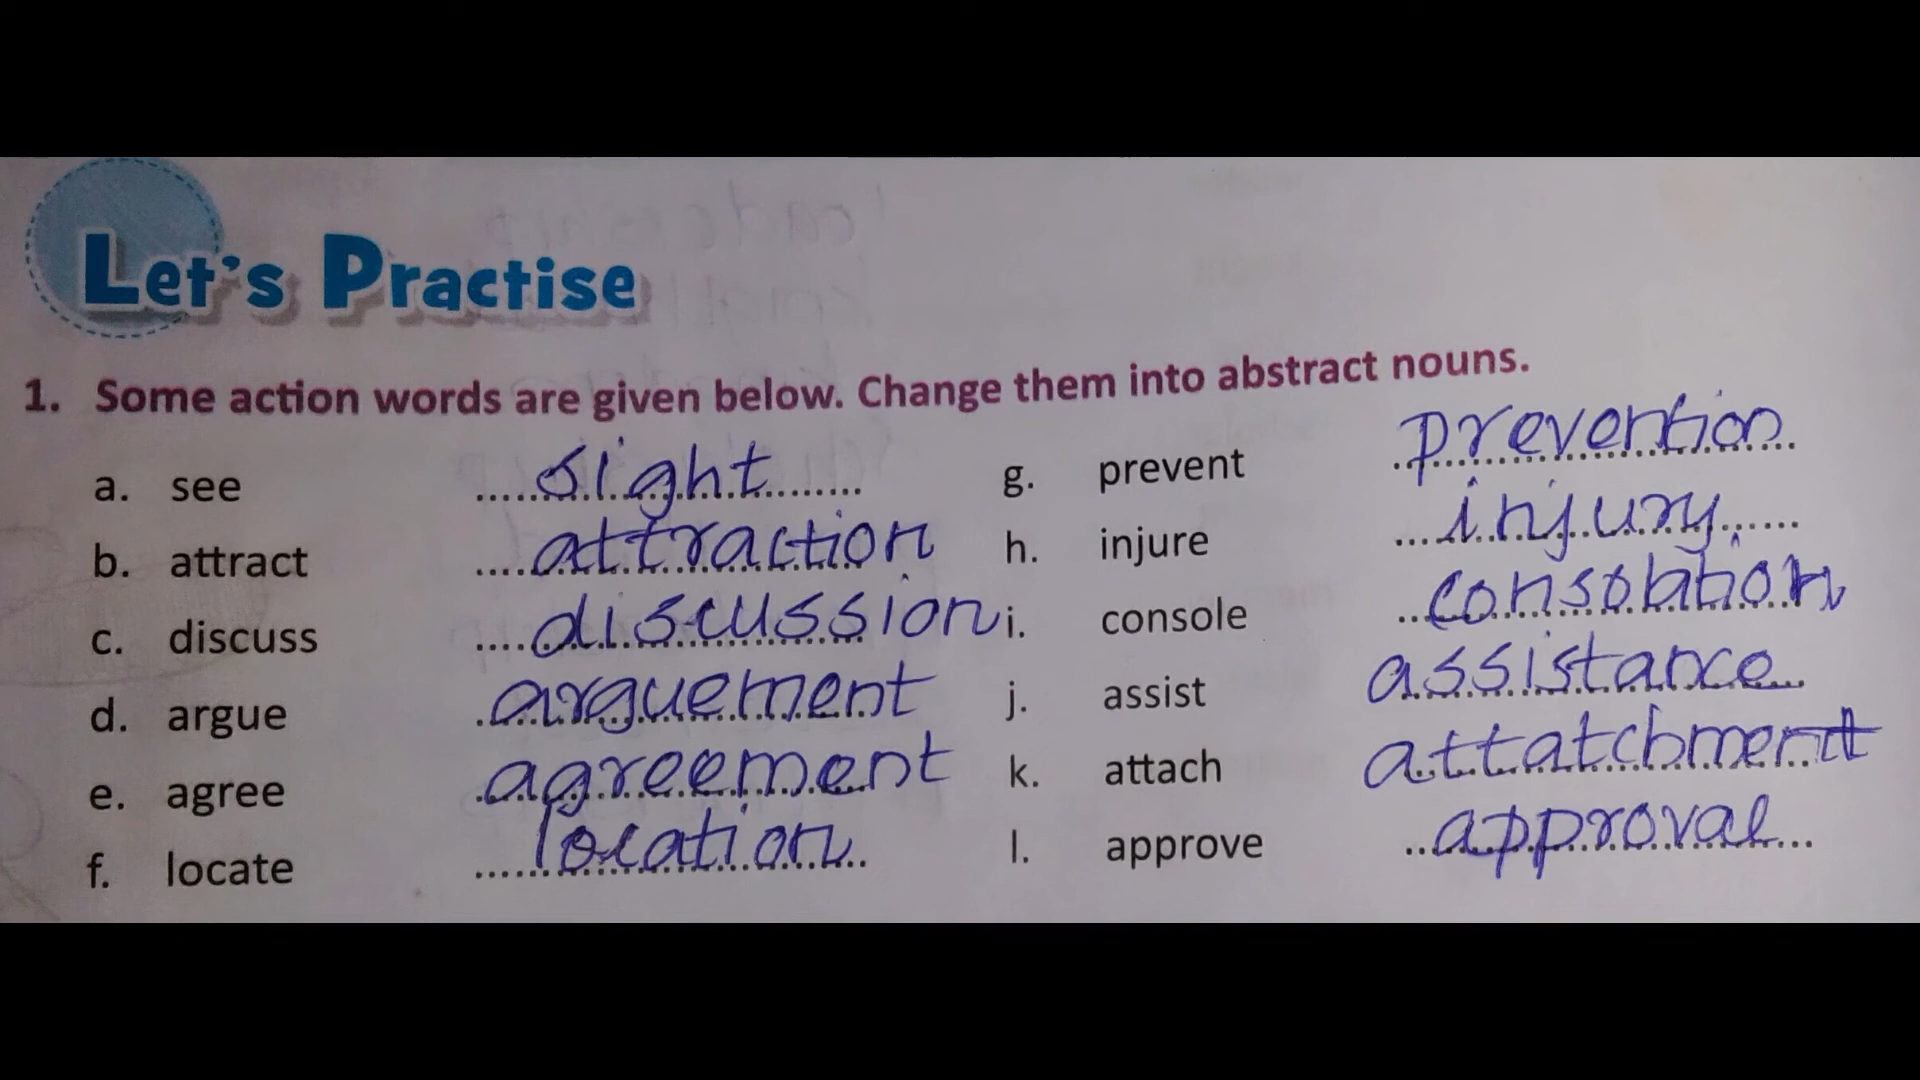 Let's Practise
1. Some action words are given below. Change them into abstract nouns.
a. see sight
b. attract attraction
c. discuss discussion
d. argue arguement
e. agree agreement
f. locate location
g. prevent prevention
h. injure injury
i. console consolation
j. assist assistance
k. attach attatchment
l. approve approval